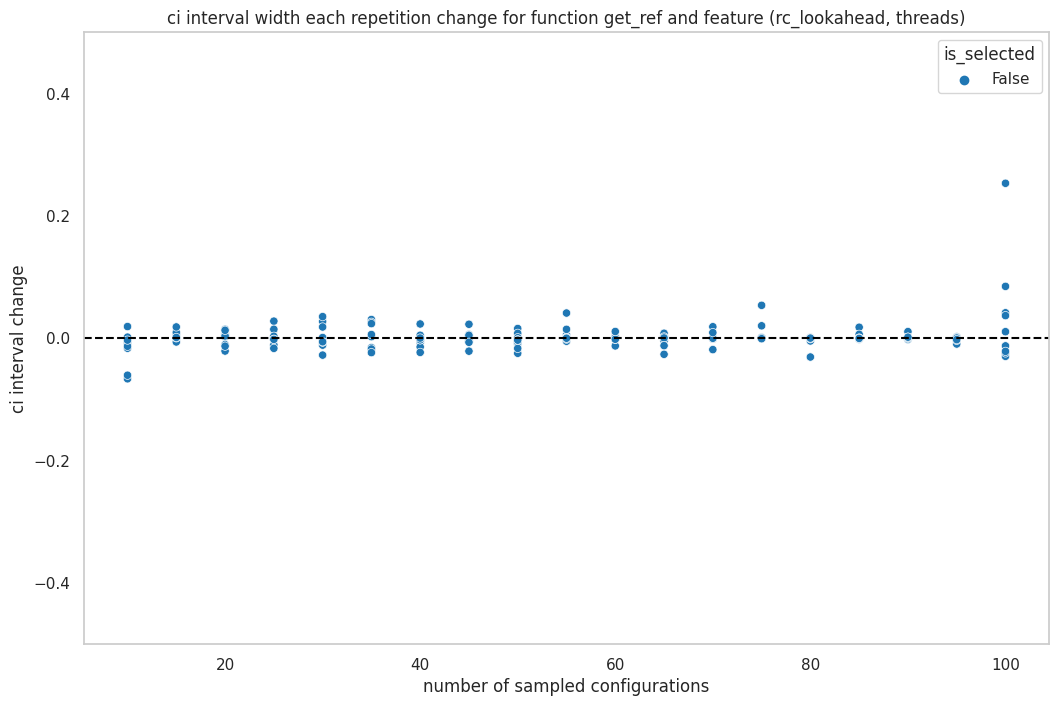 ci interval width each repetition change for function get_ref and feature (rc_lookahead, threads)
is_selected
False
ci interval change
0.4
0.2
0.0
−0.2
−0.4
20
40
60
80
100
number of sampled configurations